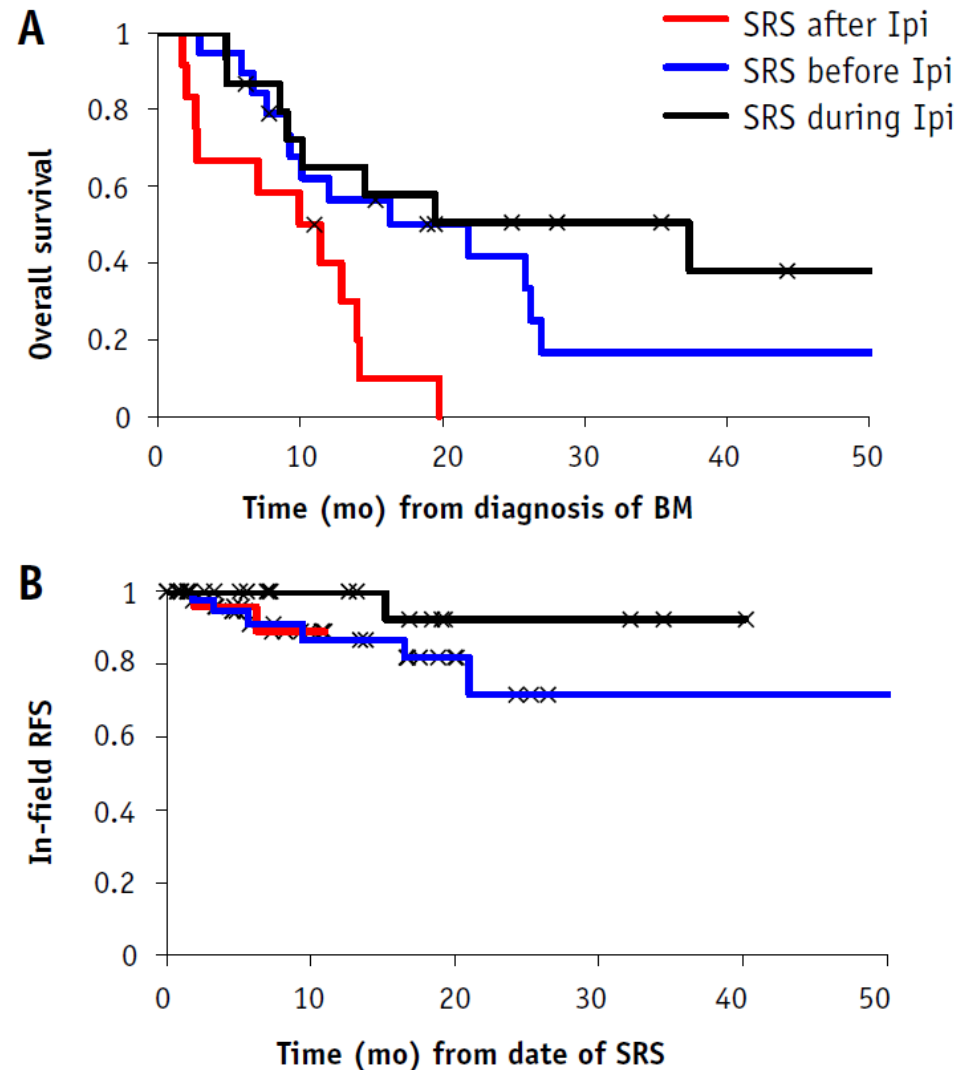 A
SRS after Ipi
SRS before Ipi
SRS during Ipi
1
0.8
0.6
0.4
0.2
0
Overall survival
0 10 20 30 40 50
Time (mo) from diagnosis of BM
B
1
0.8
0.6
0.4
0.2
0
In-field RFS
0 10 20 30 40 50
Time (mo) from date of SRS